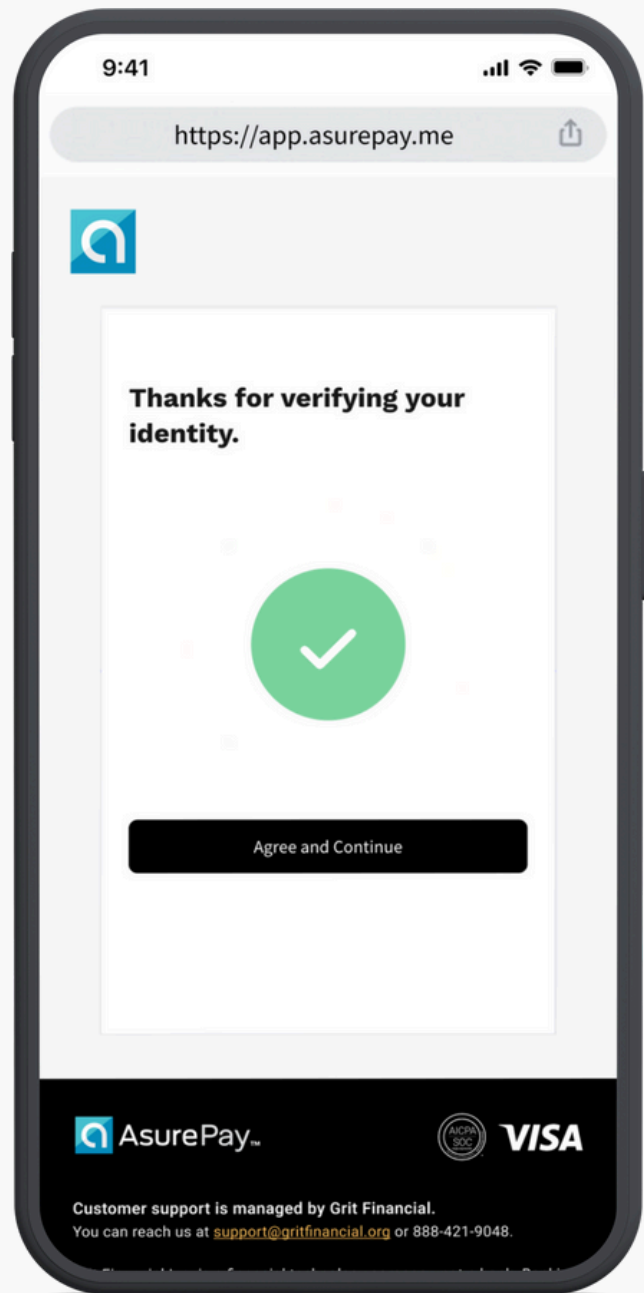 9:41
https://app.asurepay.me
Thanks for verifying your
identity.
Agree and Continue
AsurePay™
AICPA
SOC
VISA
Customer support is managed by Grit Financial.
You can reach us at support@gritfinancial.org or 888-421-9048.